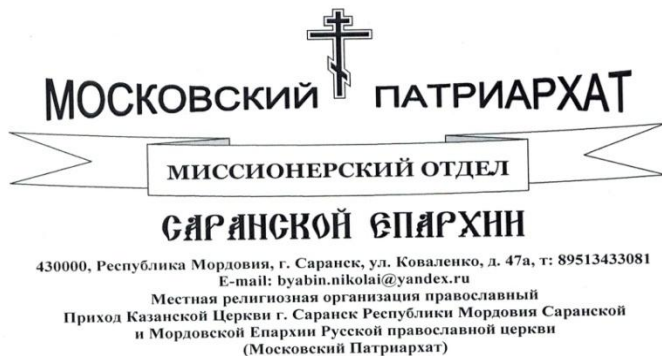 МОСКОВСКИЙ ПАТРИАРХАТ
МИССИОНЕРСКИЙ ОТДЕЛ
САРАНСКОЙ ЕПАРХИИ
430000, Республика Мордовия, г. Саранск, ул. Коваленко, д. 47а, т: 89513433081
E-mail: byabin.nikolai@yandex.ru
Местная религиозная организация православный
Приход Казанской Церкви г. Саранск Республики Мордовия Саранской
и Мордовской Епархии Русской православной церкви
(Московский Патриархат)